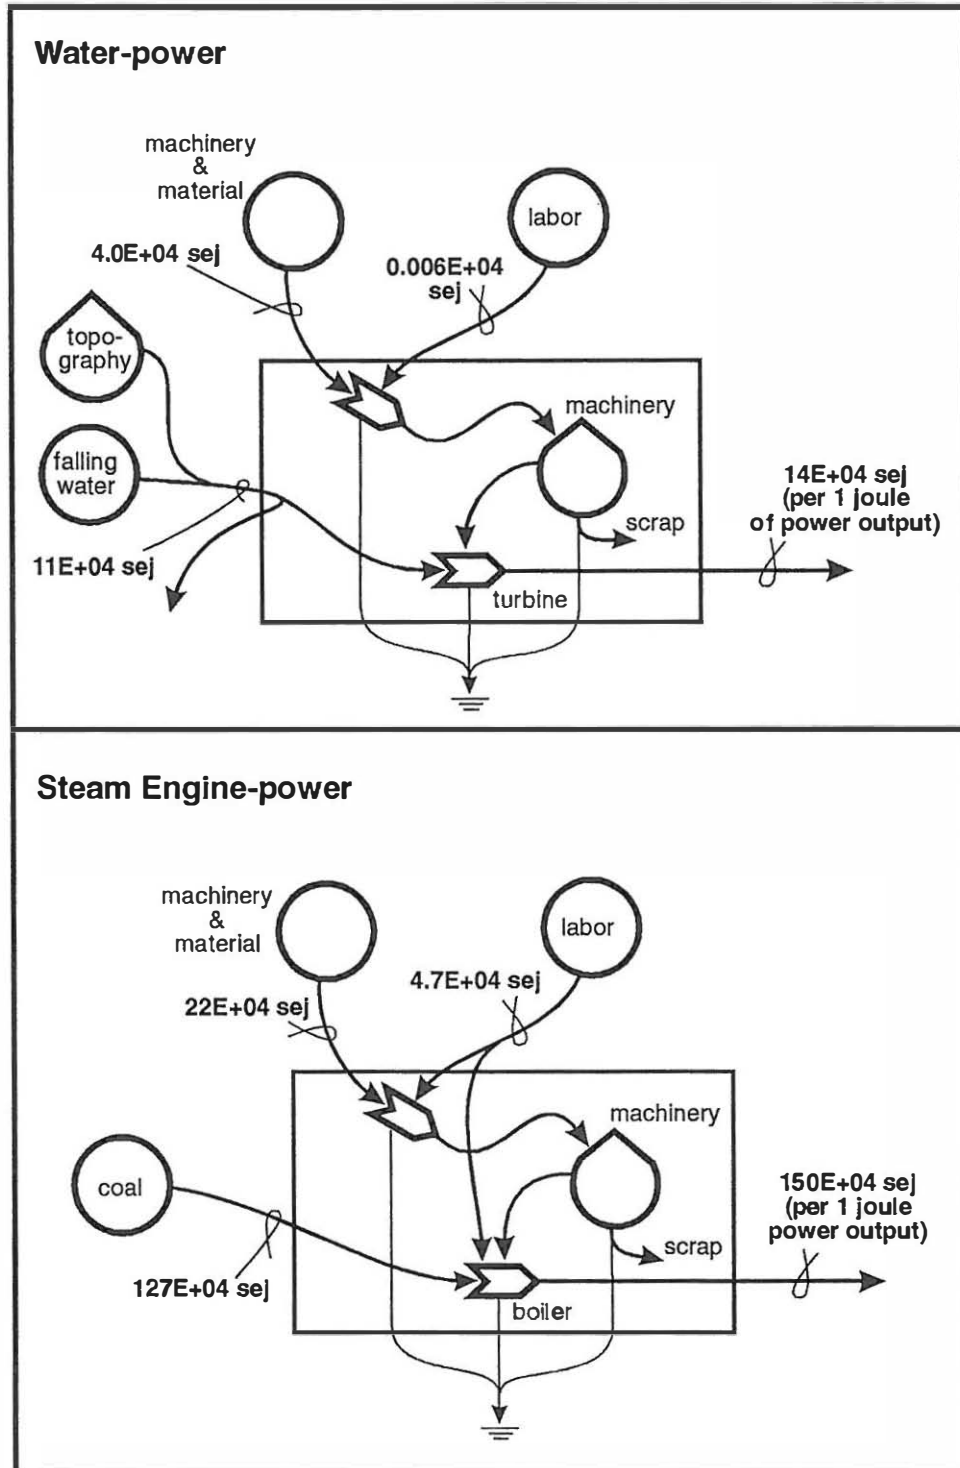 Water-power
machinery
&
material
labor
4.0E+04 sej
0.006E+04
sej
topo-
graphy
machinery
falling
water
14E+04 sej
(per 1 joule
of power output)
scrap
11E+04 sej
turbine
Steam Engine-power
machinery
&
material
labor
4.7E+04 sej
22E+04 sej
machinery
coal
150E+04 sej
(per 1 joule
power output)
scrap
127E+04 sej
boiler